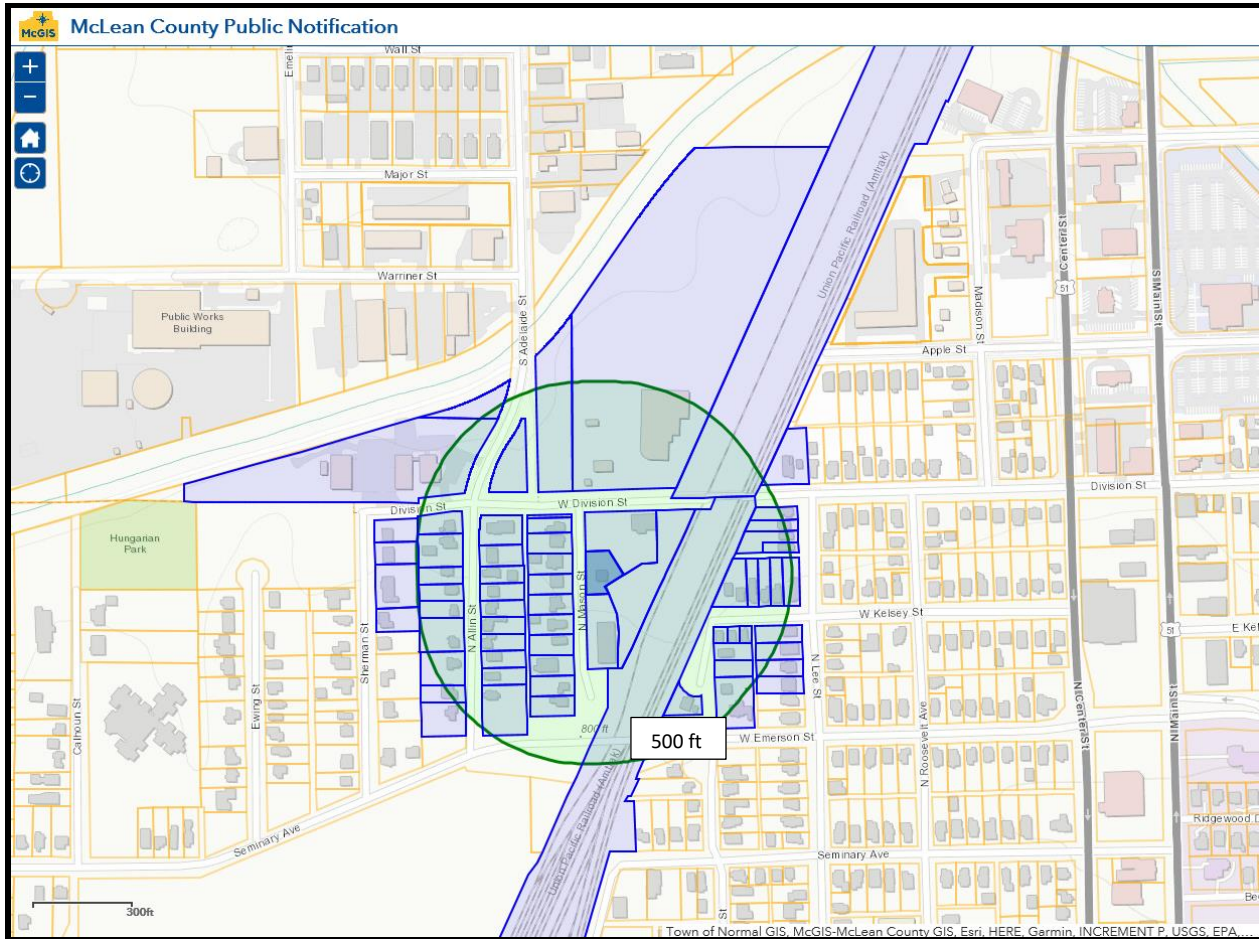 McGIS
McLean County Public Notification
+
−
Wall St
Major St
Warriner St
Public Works
Building
S Adelaide St
Union Pacific Railroad (Amtrak)
Center St
51
S Main St
Madison St
Apple St
Division St
W Division St
Division St
Hungarian
Park
N Allin St
N Mason St
Sherman St
Ewing St
Calhoun St
W Kelsey St
51
N Lee St
N Roosevelt Ave
N Center St
N Main St
800 ft
500 ft
W Emerson St
Union Pacific Railroad (Amtrak)
Seminary Ave
Seminary Ave
St
300ft
Town of Normal GIS, McGIS-McLean County GIS, Esri, HERE, Garmin, INCREMENT P, USGS, EPA,...